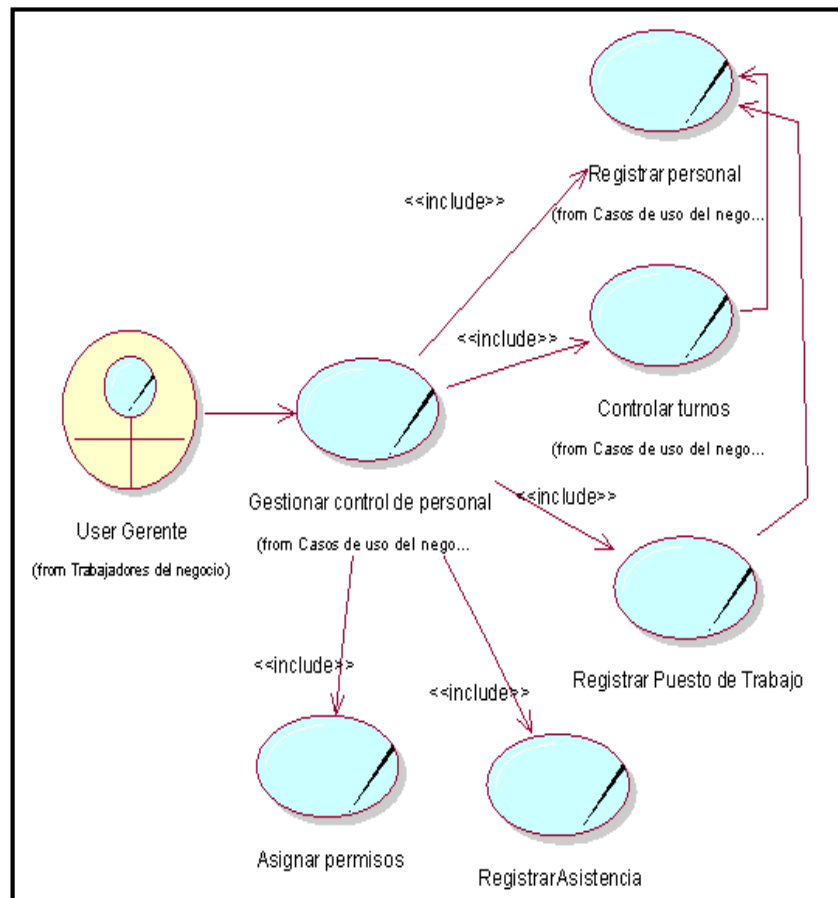 Registrar personal
<<include>>
(from Casos de uso del nego...
<<include>>
Controlar turnos
(from Casos de uso del nego...
Gestionar control de personal
<<include>>
User Gerente
(from Casos de uso del nego...
(from Trabajadores del negocio)
<<include>>
Registrar Puesto de Trabajo
<<include>>
Asignar permisos
RegistrarAsistencia